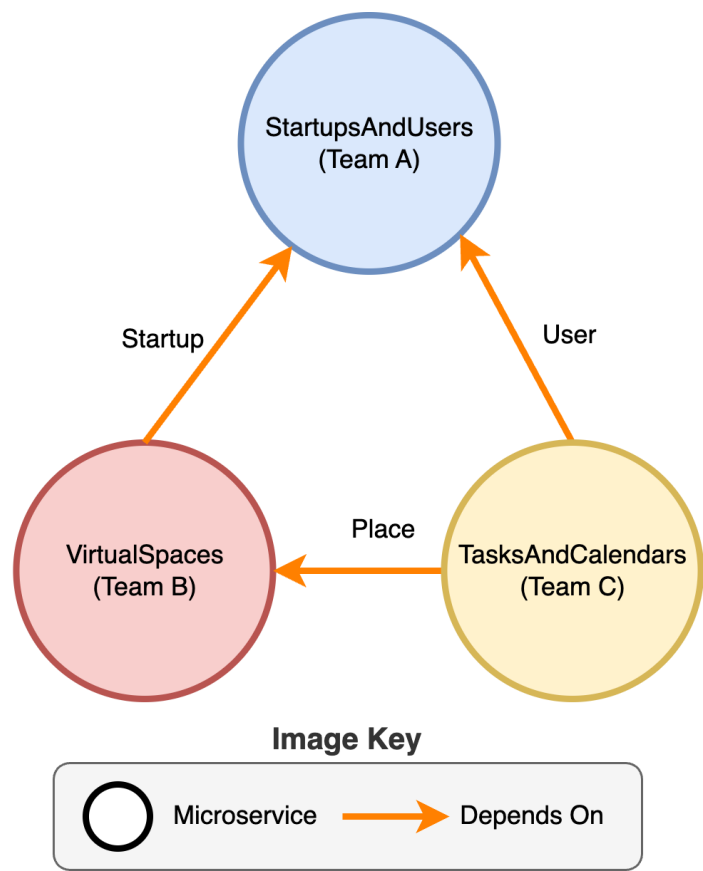 StartupsAndUsers
(Team A)
Startup
User
Place
VirtualSpaces
(Team B)
TasksAndCalendars
(Team C)
Image Key
Microservice
Depends On